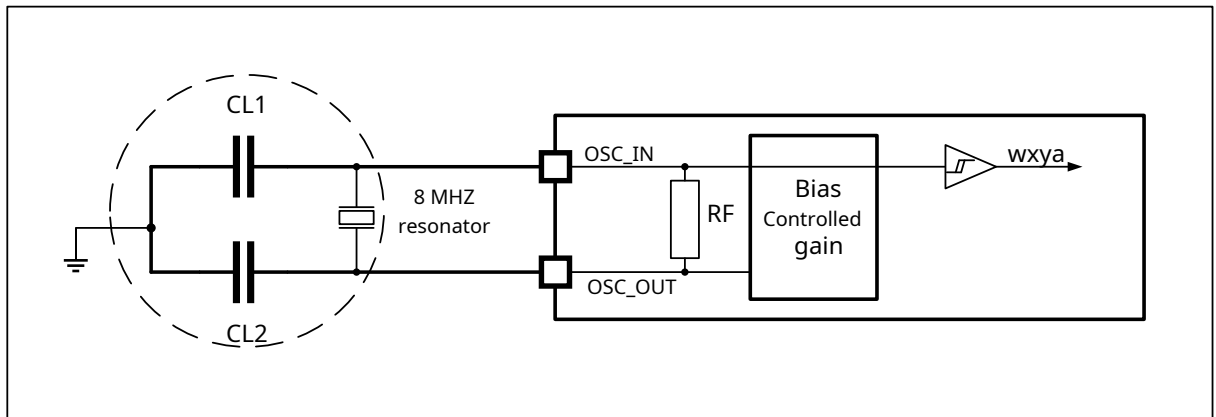 CL1
8 MHZ
resonator
CL2
OSC_IN
RF
OSC_OUT
Bias
Controlled
gain
wxya